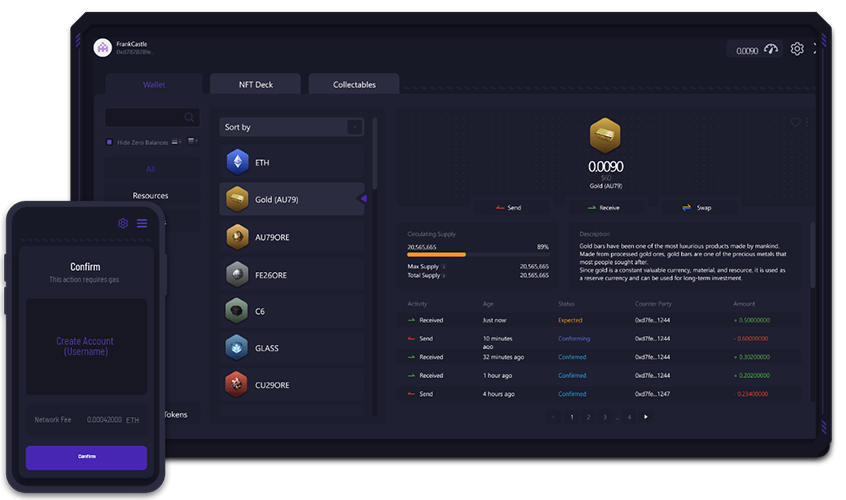 FrankCastle
0.0090
Wallet
NFT Deck
Collectables
Hide Zero Balances
All
Resources
Tokens
Sort by
ETH
Gold (AU79)
AU79ORE
FE26ORE
C6
GLASS
CU29ORE
0.0090
$60
Gold (AU79)
Send
Receive
Swap
Circulating Supply
20,565,665 89%
Max Supply 20,565,665
Total Supply 20,565,665
Description
Gold bars have been one of the most luxurious products made by mankind.
Made from processed gold ores, gold bars are one of the precious metals that
most people sought after.
Since gold is a constant valuable currency, material, and resource, it is used as
a reserve currency and can be used for long-term investment.
Activity Age Status Counter Party Amount
Received Just now Expected 0xd7fe...1244 + 0.50000000
Send 10 minutes ago Conforming 0xd7fe...1244 - 0.60000000
Received 32 minutes ago Confirmed 0xd7fe...1244 + 0.30200000
Received 1 hour ago Confirmed 0xd7fe...1244 + 0.20200000
Send 4 hours ago Confirmed 0xd7fe...1247 - 0.23400000
1 2 3 ... 4
Confirm
This action requires gas
Create Account
(Username)
Network Fee 0.00042000 ETH
Confirm